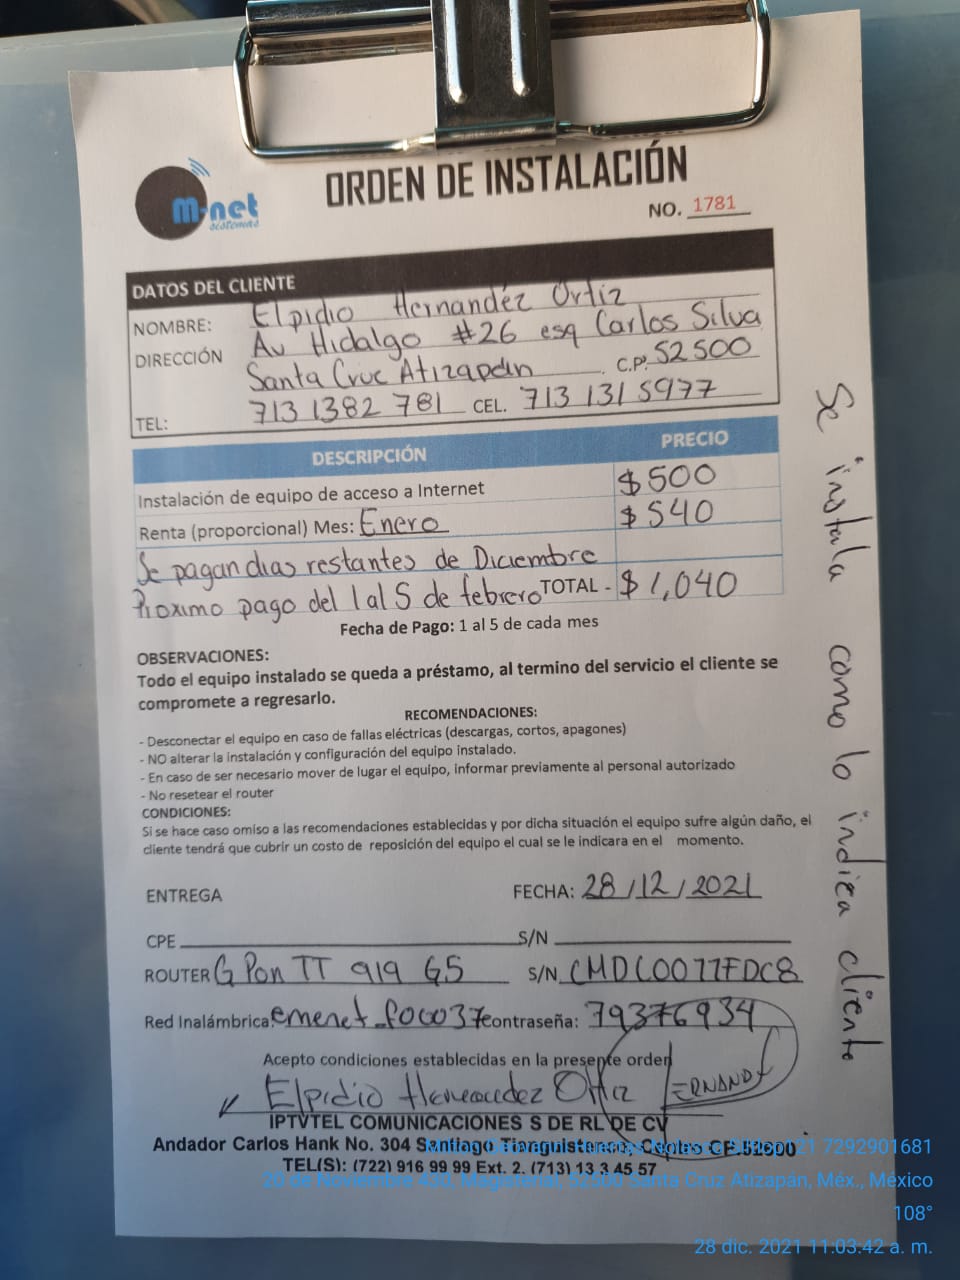 M-net
sistemas
ORDEN DE INSTALACIÓN
NO. 1781
DATOS DEL CLIENTE
NOMBRE: Elpidio Hernandez Ortiz
DIRECCIÓN Av Hidalgo #26 esq Carlos Silva
Santa Cruz Atizapan C.P. 52500
TEL: 713 1382 781 CEL. 713 131 5977
DESCRIPCIÓN PRECIO
Instalación de equipo de acceso a Internet $500
Renta (proporcional) Mes: Enero $540
Se pagan dias restantes de Diciembre
Proximo pago del 1 al 5 de febrero TOTAL - $1,040
Fecha de Pago: 1 al 5 de cada mes
OBSERVACIONES:
Todo el equipo instalado se queda a préstamo, al termino del servicio el cliente se
compromete a regresarlo.
RECOMENDACIONES:
- Desconectar el equipo en caso de fallas eléctricas (descargas, cortos, apagones)
- NO alterar la instalación y configuración del equipo instalado.
- En caso de ser necesario mover de lugar el equipo, informar previamente al personal autorizado
- No resetear el router
CONDICIONES:
Si se hace caso omiso a las recomendaciones establecidas y por dicha situación el equipo sufre algún daño, el
cliente tendrá que cubrir un costo de reposición del equipo el cual se le indicara en el momento.
ENTREGA FECHA: 28/12/2021
CPE S/N
ROUTER G Pon TT 919 G5 S/N CMDC0077FDC8
Red Inalámbrica: emenet_f00037 Contraseña: 79376934
Acepto condiciones establecidas en la presente orden
Elpidio Hernandez Ortiz
IPTVTEL COMUNICACIONES S DE RL DE CV
Andador Carlos Hank No. 304 Santiago Tianguistenco CP 52600
TEL(S): (722) 916 99 99 Ext. 2, (713) 13 3 45 57
Se instala como lo indica cliente
7292901681
20 de Noviembre 430, Magisterial, 52500 Santa Cruz Atizapán, Méx., México
108°
28 dic. 2021 11:03:42 a. m.